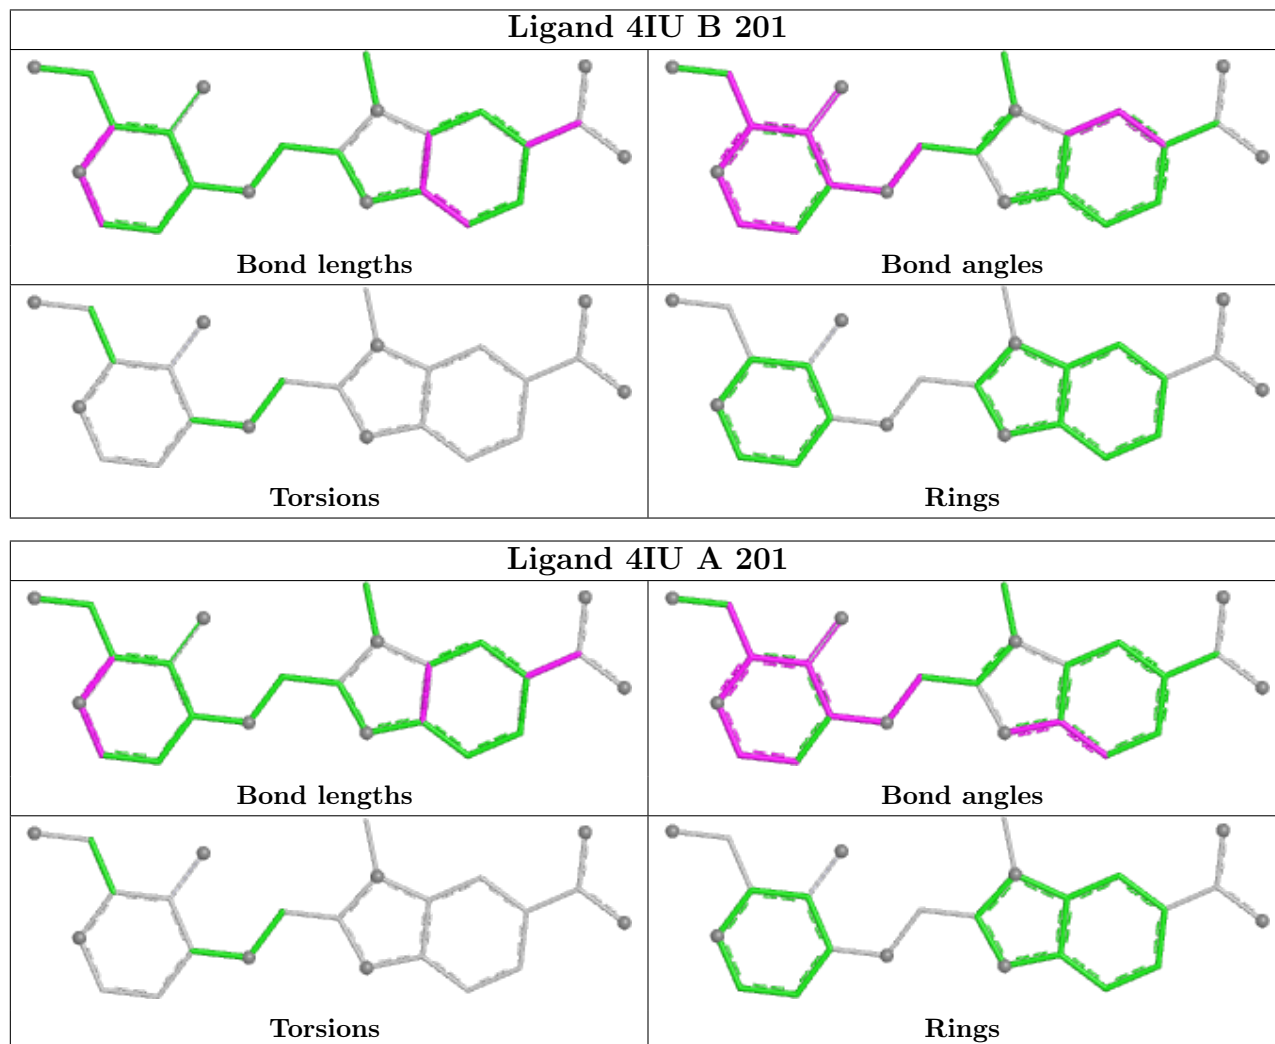 Ligand 4IU B 201
Bond lengths
Bond angles
Torsions
Rings
Ligand 4IU A 201
Bond lengths
Bond angles
Torsions
Rings